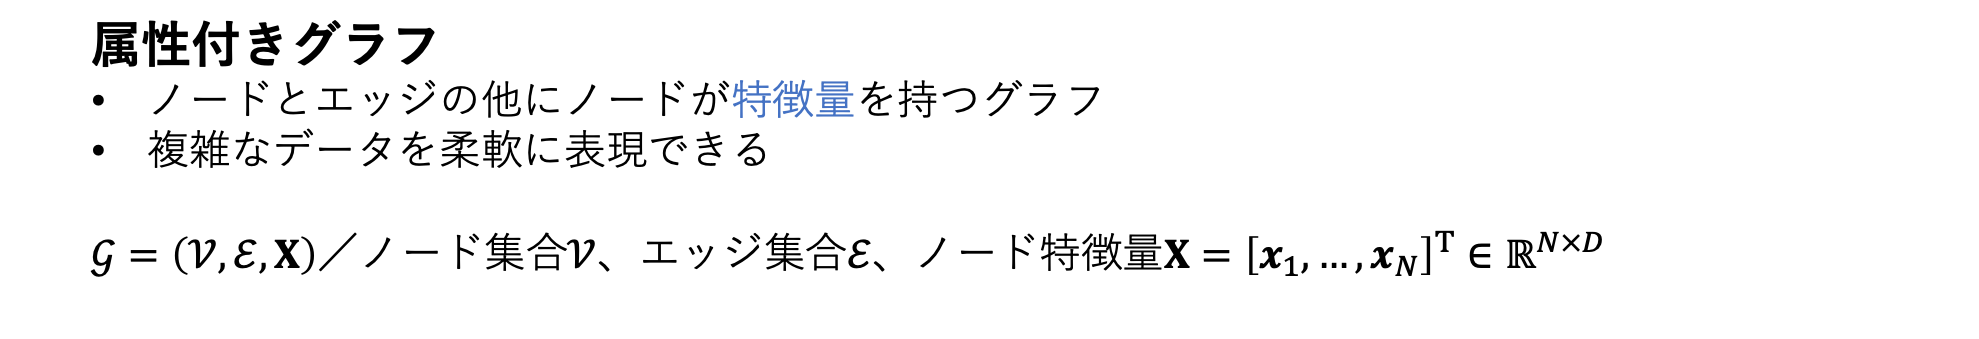 属性付きグラフ
• ノードとエッジの他にノードが特徴量を持つグラフ
• 複雑なデータを柔軟に表現できる
𝒢 = (𝒱, ℰ, 𝐗)／ノード集合𝒱、エッジ集合ℰ、ノード特徴量𝐗 = [𝒙₁, …, 𝒙_N]^T ∈ ℝ^{N×D}